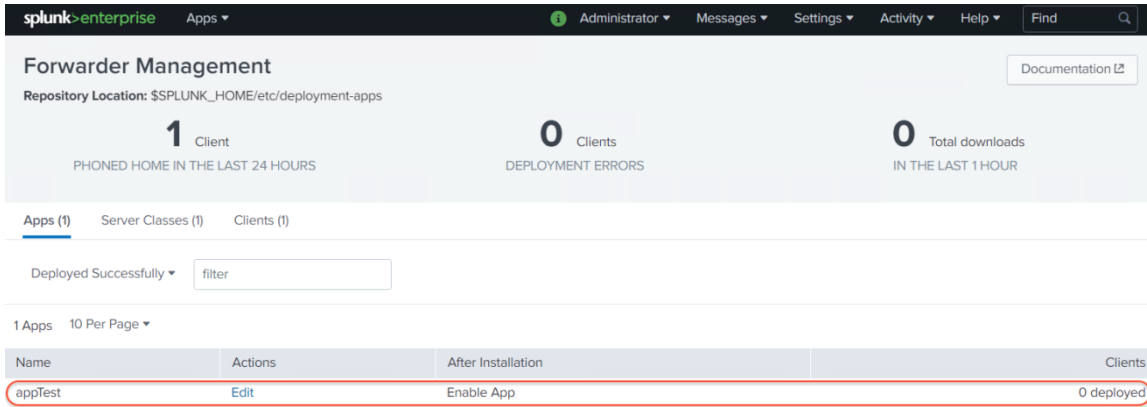 splunk>enterprise Apps ▾ i Administrator ▾ Messages ▾ Settings ▾ Activity ▾ Help ▾ Find
Forwarder Management
Documentation
Repository Location: $SPLUNK_HOME/etc/deployment-apps
1 Client
PHONED HOME IN THE LAST 24 HOURS
0 Clients
DEPLOYMENT ERRORS
0 Total downloads
IN THE LAST 1 HOUR
Apps (1) Server Classes (1) Clients (1)
Deployed Successfully ▾ filter
1 Apps 10 Per Page ▾
Name Actions After Installation Clients
appTest Edit Enable App 0 deployed